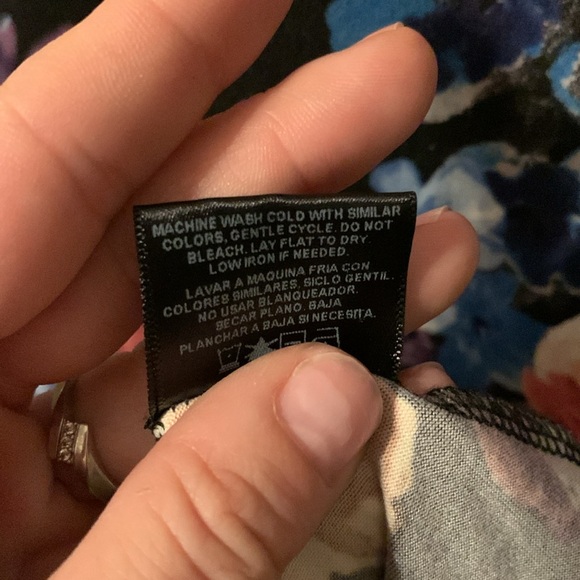 MACHINE WASH COLD WITH SIMILAR
COLORS, GENTLE CYCLE. DO NOT
BLEACH. LAY FLAT TO DRY.
LOW IRON IF NEEDED.
LAVAR A MAQUINA FRIA CON
COLORES SIMILARES, SICLO GENTIL.
NO USAR BLANQUEADOR.
SECAR PLANO. BAJA
PLANCHAR A BAJA SI NECESITA.